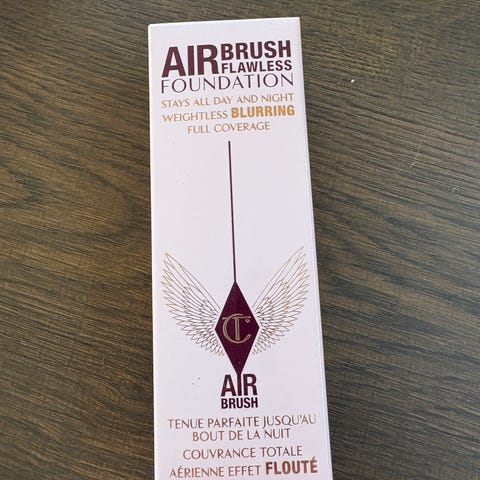 AIRBRUSH
FLAWLESS
FOUNDATION
STAYS ALL DAY AND NIGHT
WEIGHTLESS BLURRING
FULL COVERAGE
CT
AIR
BRUSH
TENUE PARFAITE JUSQU'AU
BOUT DE LA NUIT
COUVRANCE TOTALE
AÉRIENNE EFFET FLOUTÉ